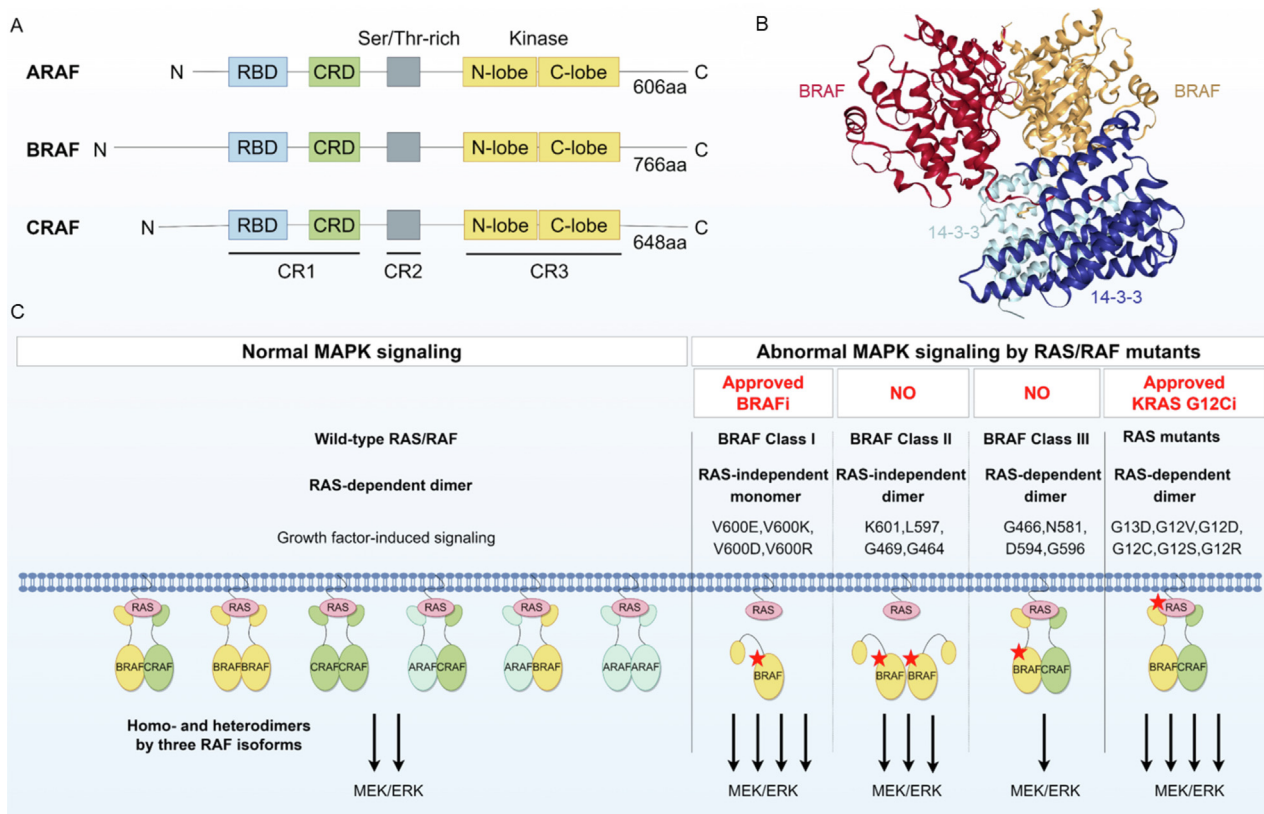 A
Ser/Thr-rich Kinase
ARAF N RBD CRD N-lobe C-lobe C
606aa
BRAF N RBD CRD N-lobe C-lobe C
766aa
CRAF N RBD CRD N-lobe C-lobe C
648aa
CR1 CR2 CR3
B
BRAF BRAF
14-3-3
14-3-3
C
Normal MAPK signaling
Wild-type RAS/RAF
RAS-dependent dimer
Growth factor-induced signaling
RAS RAS RAS RAS RAS RAS
BRAF CRAF BRAF BRAF CRAF CRAF ARAF CRAF ARAF BRAF ARAF ARAF
Homo- and heterodimers
by three RAF isoforms
MEK/ERK
Abnormal MAPK signaling by RAS/RAF mutants
Approved
BRAFi
BRAF Class I
RAS-independent
monomer
V600E,V600K,
V600D,V600R
RAS
BRAF
MEK/ERK
NO
BRAF Class II
RAS-independent
dimer
K601,L597,
G469,G464
RAS
BRAF BRAF
MEK/ERK
NO
BRAF Class III
RAS-dependent
dimer
G466,N581,
D594,G596
RAS
BRAF CRAF
MEK/ERK
Approved
KRAS G12Ci
RAS mutants
RAS-dependent
dimer
G13D,G12V,G12D,
G12C,G12S,G12R
RAS
BRAF CRAF
MEK/ERK